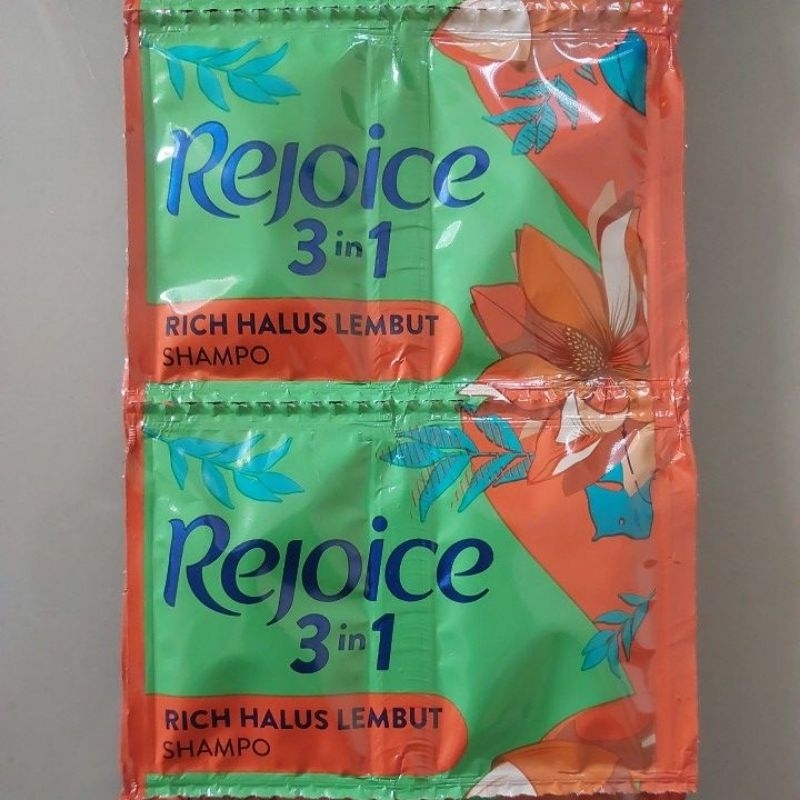 Rejoice
3 in 1
RICH HALUS LEMBUT
SHAMPO
Rejoice
3 in 1
RICH HALUS LEMBUT
SHAMPO